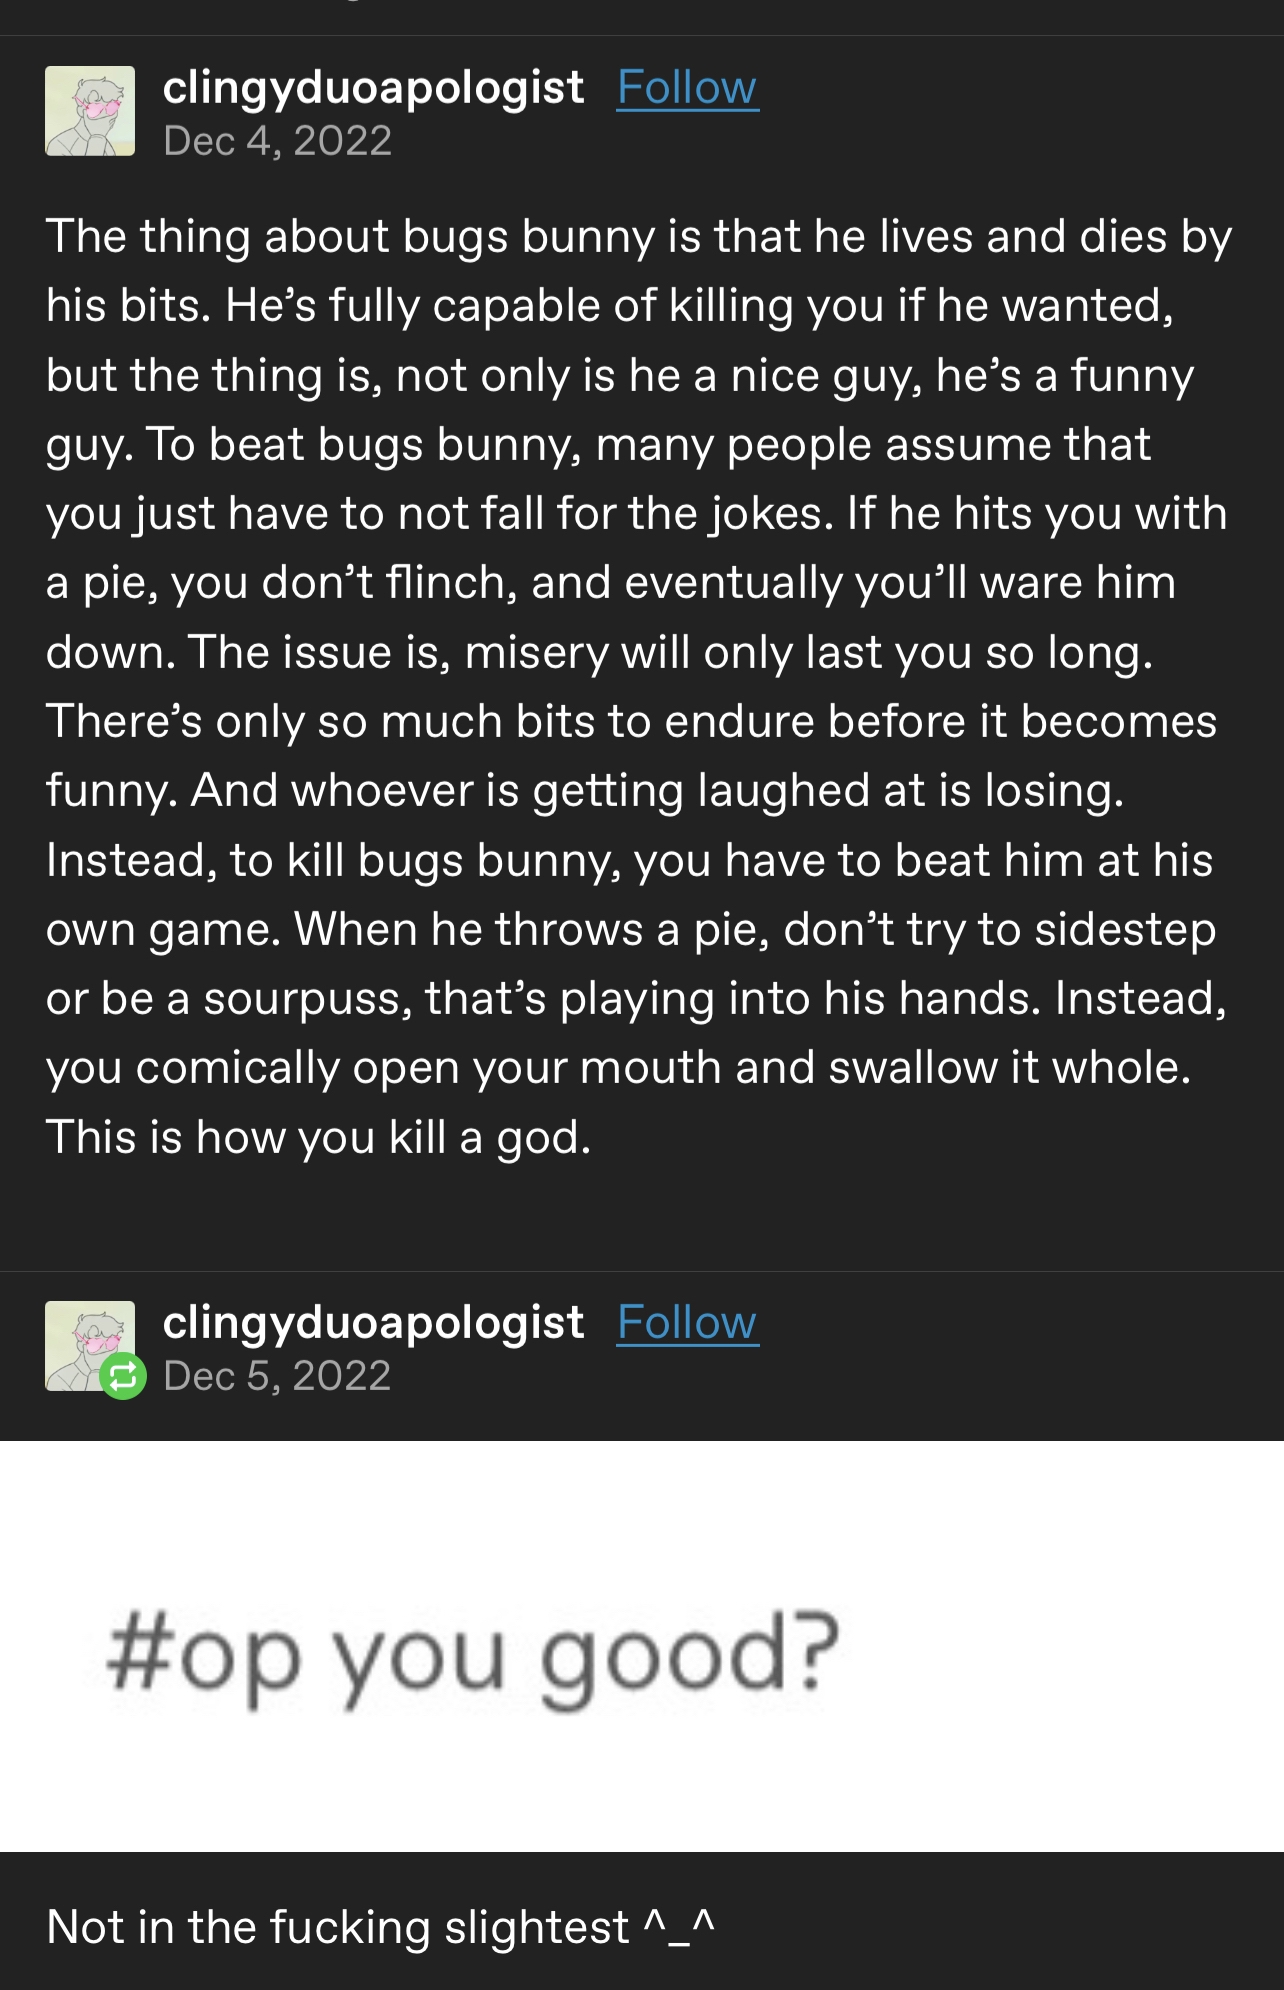 clingyduoapologist Follow
Dec 4, 2022
The thing about bugs bunny is that he lives and dies by
his bits. He’s fully capable of killing you if he wanted,
but the thing is, not only is he a nice guy, he’s a funny
guy. To beat bugs bunny, many people assume that
you just have to not fall for the jokes. If he hits you with
a pie, you don’t flinch, and eventually you’ll ware him
down. The issue is, misery will only last you so long.
There’s only so much bits to endure before it becomes
funny. And whoever is getting laughed at is losing.
Instead, to kill bugs bunny, you have to beat him at his
own game. When he throws a pie, don’t try to sidestep
or be a sourpuss, that’s playing into his hands. Instead,
you comically open your mouth and swallow it whole.
This is how you kill a god.
clingyduoapologist Follow
Dec 5, 2022
#op you good?
Not in the fucking slightest ^_^